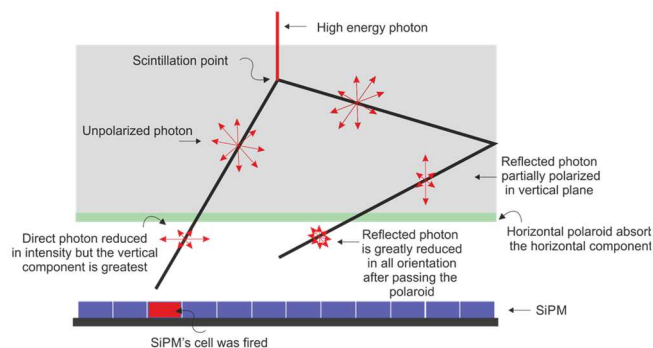 High energy photon
Scintillation point
Unpolarized photon
Reflected photon
partially polarized
in vertical plane
Direct photon reduced
in intensity but the vertical
component is greatest
Reflected photon
is greatly reduced
in all orientation
after passing the
polaroid
Horizontal polaroid absort
the horizontal component
SiPM
SiPM's cell was fired